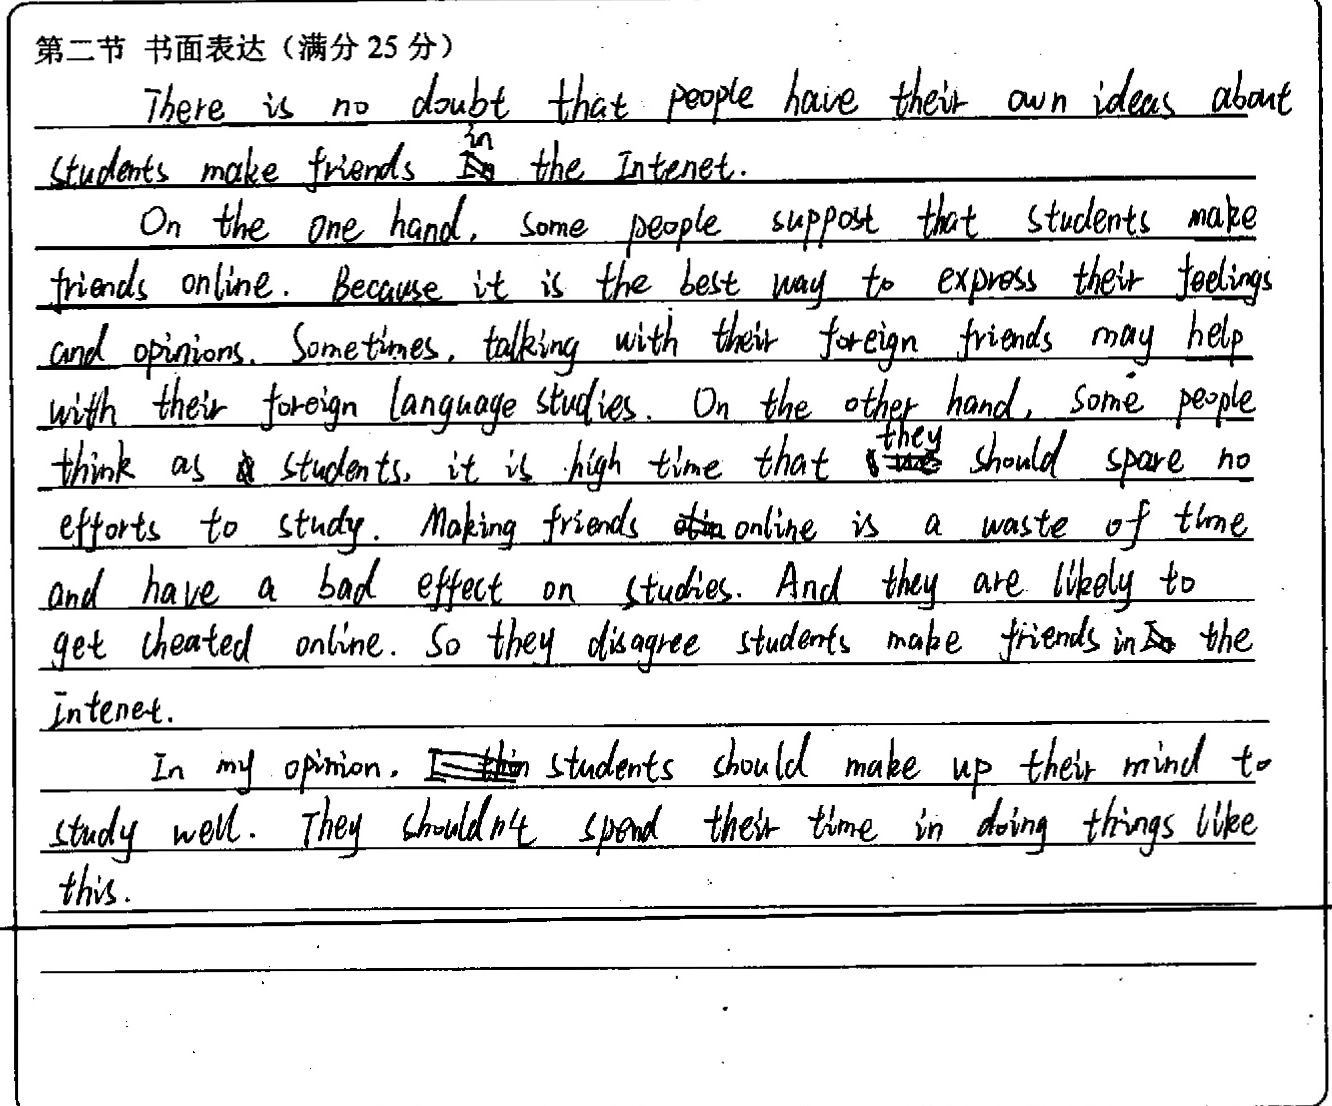 第二节 书面表达（满分 25 分）
There is no doubt that people have their own ideas about
students make friends in the Intenet.
On the one hand, some people suppost that students make
friends online. Because it is the best way to express their feelings
and opinions. Sometimes, talking with their foreign friends may help
with their foreign language studies. On the other hand, some people
think as students, it is high time that they should spare no
efforts to study. Making friends online is a waste of time
and have a bad effect on studies. And they are likely to
get cheated online. So they disagree students make friends in the
Intenet.
In my opinion, students should make up their mind to
study well. They shouldn't spend their time in doing things like
this.